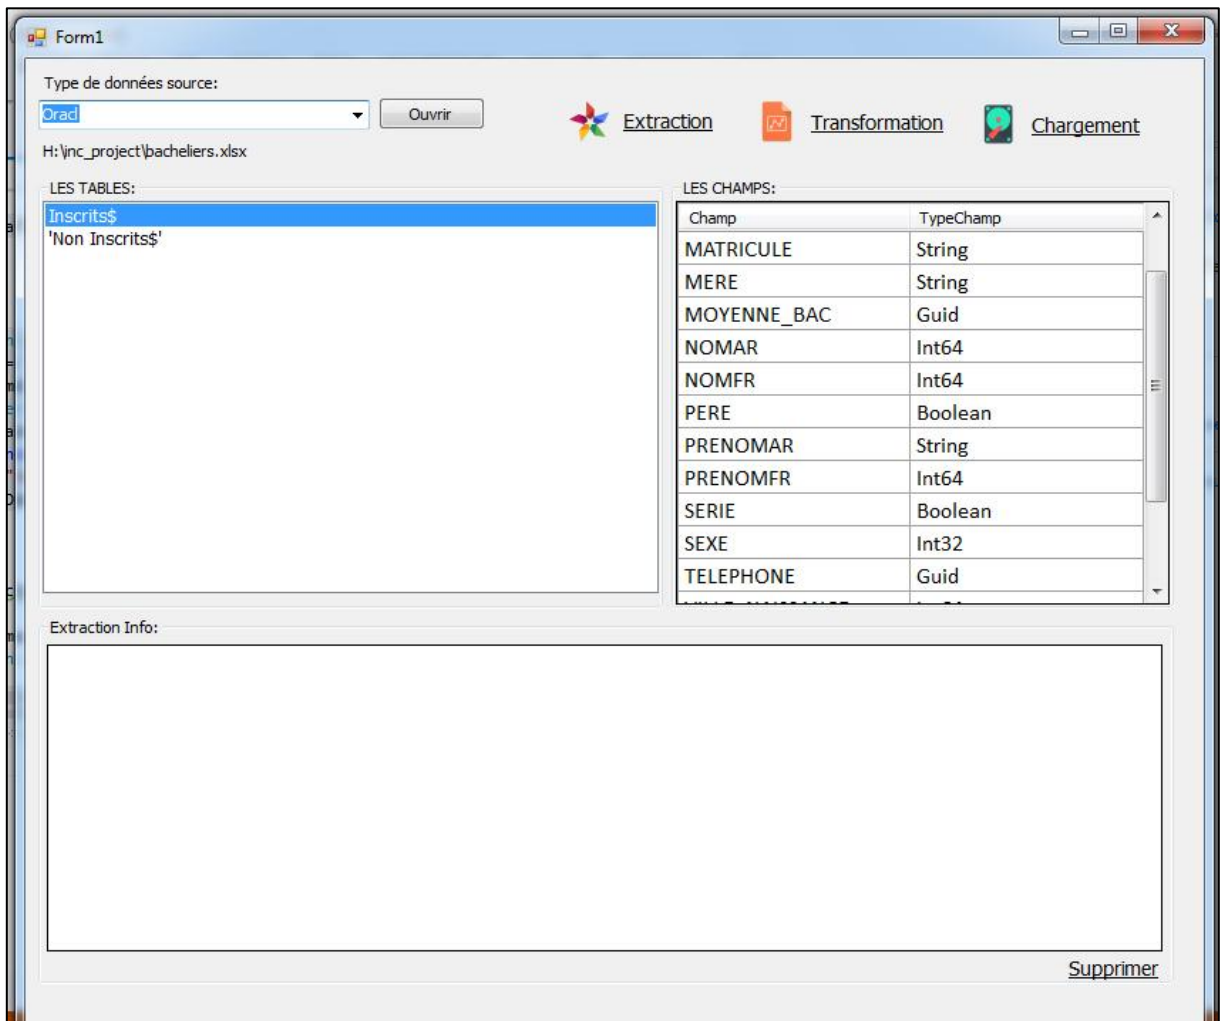 Form1
Type de données source:
Oracl
Ouvrir
Extraction
Transformation
Chargement
H:\inc_project\bacheliers.xlsx
LES TABLES:
Inscrits$
'Non Inscrits$'
LES CHAMPS:
Champ TypeChamp
MATRICULE String
MERE String
MOYENNE_BAC Guid
NOMAR Int64
NOMFR Int64
PERE Boolean
PRENOMAR String
PRENOMFR Int64
SERIE Boolean
SEXE Int32
TELEPHONE Guid
Extraction Info:
Supprimer